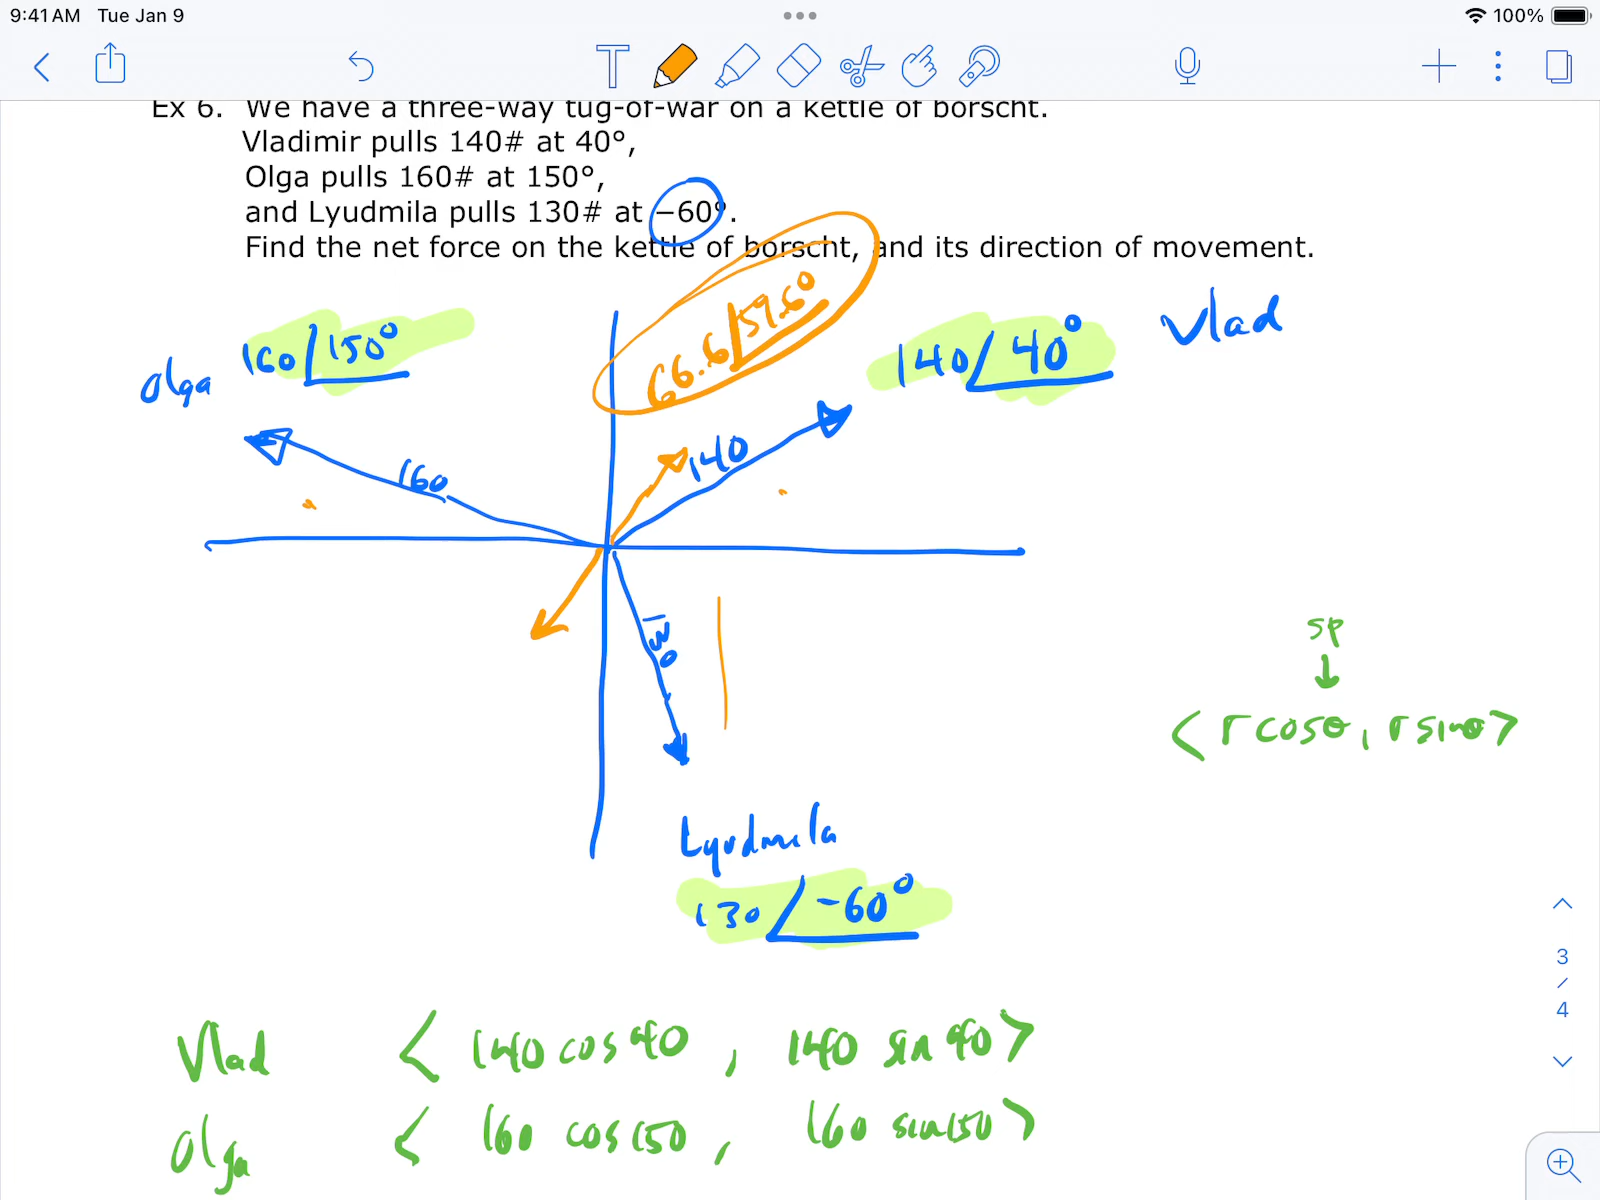 9:41 AM Tue Jan 9
100%
Ex 6. We have a three-way tug-of-war on a kettle of borscht.
Vladimir pulls 140# at 40°,
Olga pulls 160# at 150°,
and Lyudmila pulls 130# at −60°.
Find the net force on the kettle of borscht, and its direction of movement.
Olga 160/150°
66.6/59.6°
140/40° Vlad
160
140
130
SP
↓
<r cosθ, r sinθ>
Lyudmila
130/-60°
3
/
4
Vlad <140 cos 40, 140 sin 40>
Olga <160 cos 150, 160 sin 150>